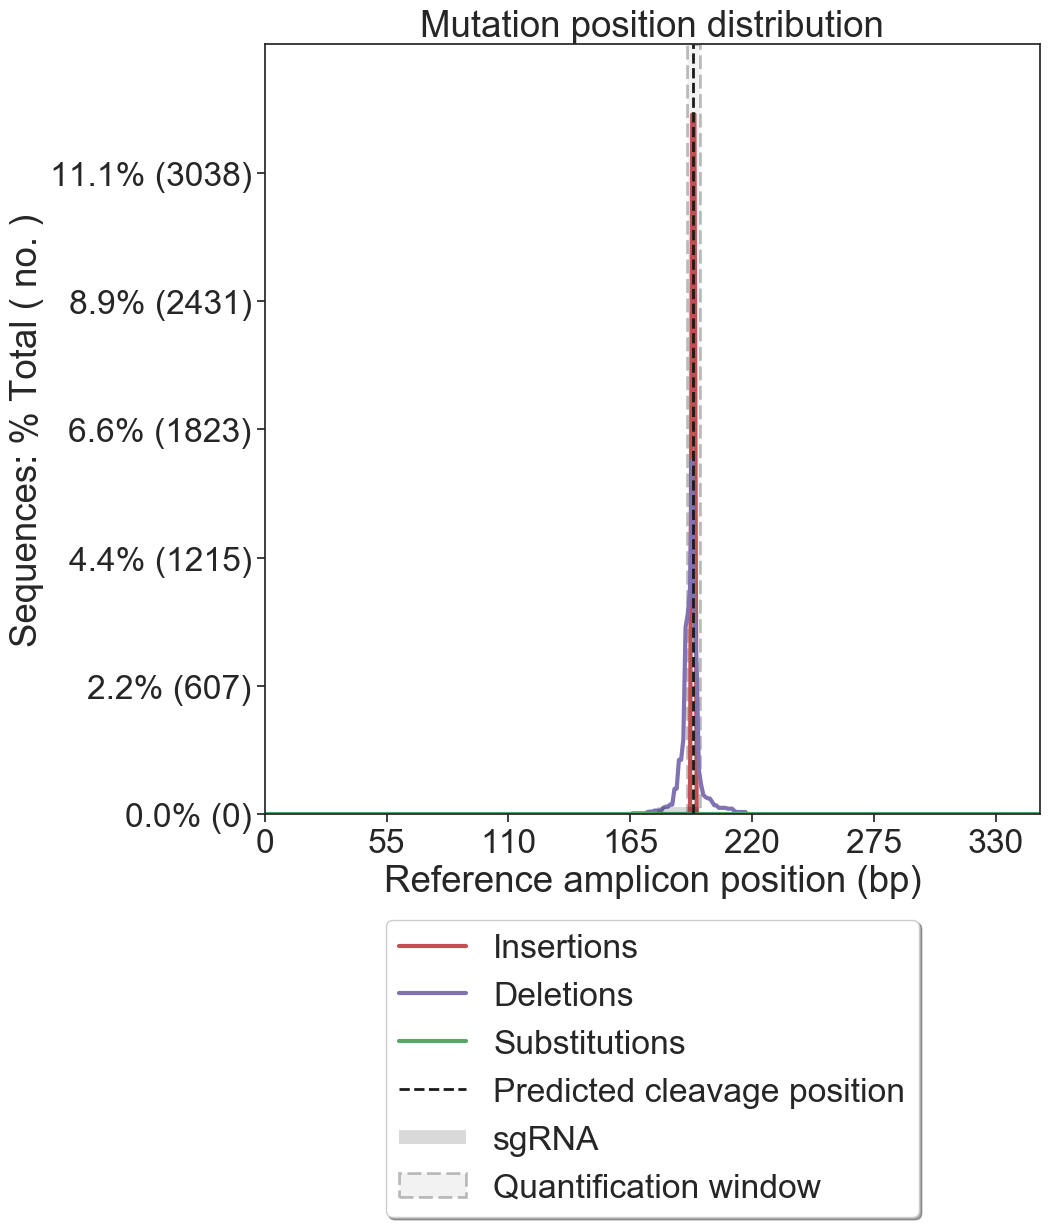 Mutation position distribution
Sequences: % Total ( no. )
11.1% (3038)
8.9% (2431)
6.6% (1823)
4.4% (1215)
2.2% (607)
0.0% (0)
0 55 110 165 220 275 330
Reference amplicon position (bp)
Insertions
Deletions
Substitutions
Predicted cleavage position
sgRNA
Quantification window